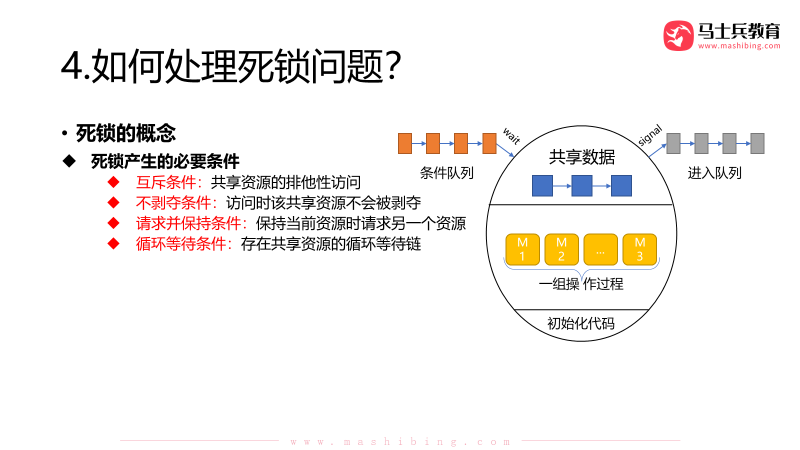 马士兵教育
www.mashibing.com
4.如何处理死锁问题？
• 死锁的概念
◆ 死锁产生的必要条件
◆ 互斥条件：共享资源的排他性访问
◆ 不剥夺条件：访问时该共享资源不会被剥夺
◆ 请求并保持条件：保持当前资源时请求另一个资源
◆ 循环等待条件：存在共享资源的循环等待链
wait
signal
条件队列
共享数据
进入队列
M
1
M
2
...
M
3
一组操 作过程
初始化代码
www.mashibing.com